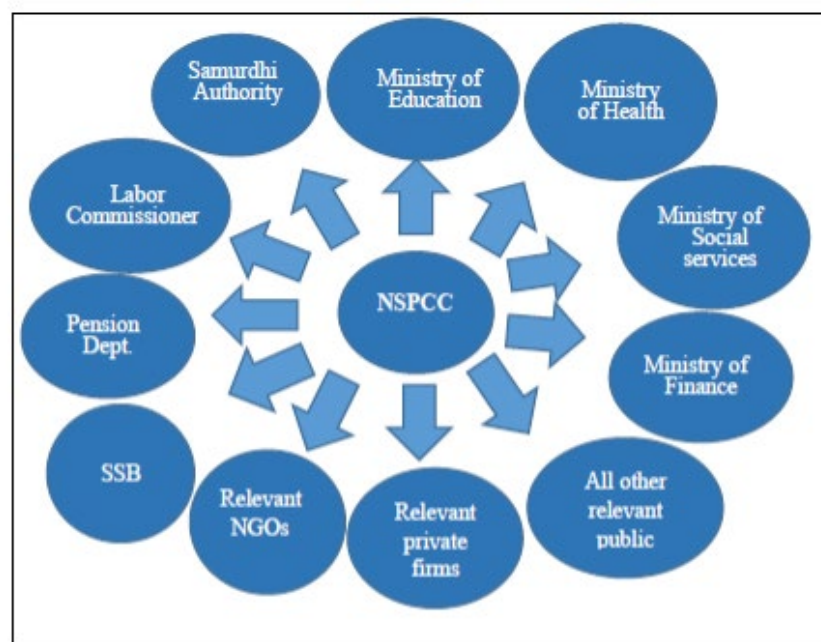 Samurdhi
Authority
Ministry of
Education
Ministry
of Health
Labor
Commissioner
Ministry of
Social
services
NSPCC
Pension
Dept.
Ministry of
Finance
SSB
Relevant
NGOs
Relevant
private
firms
All other
relevant
public